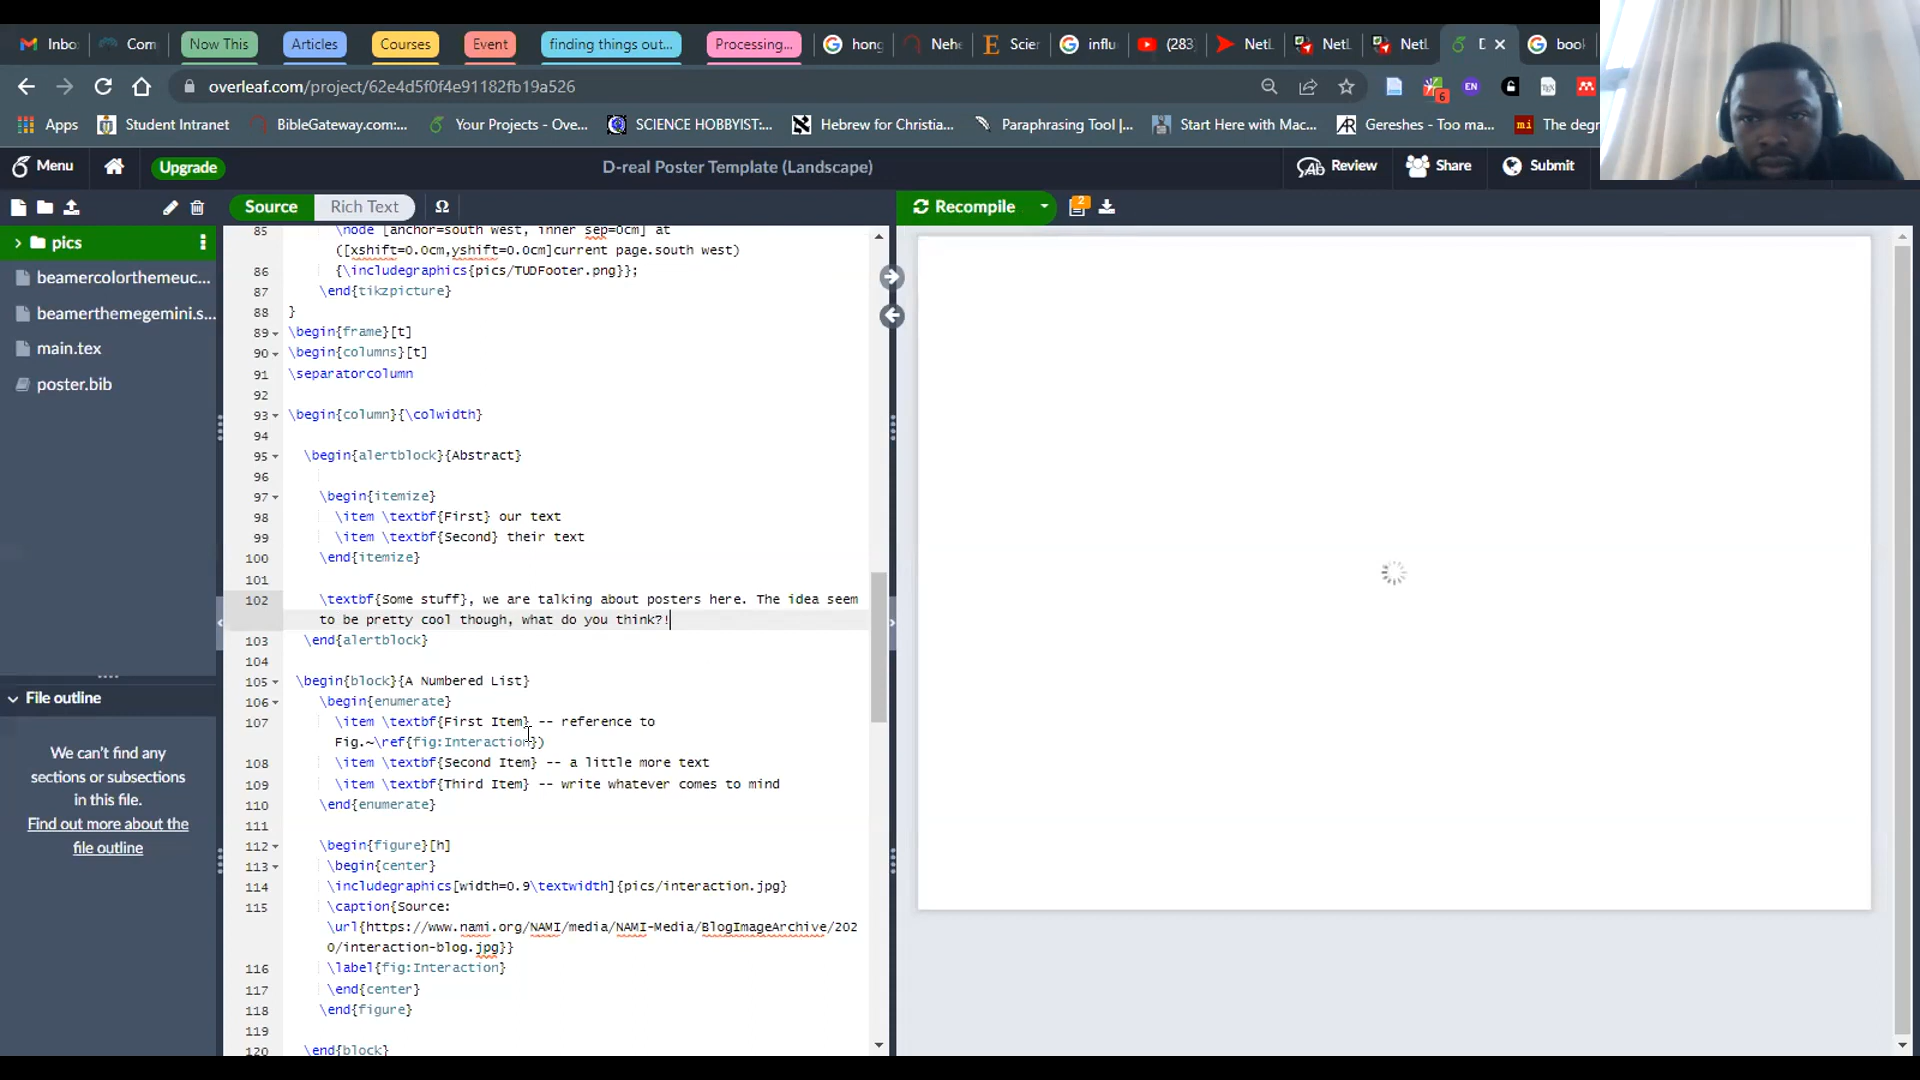 Inbo
Com
Now This
Articles
Courses
Event
finding things out...
Processing...
hong
Nehe
Scier
influ
(283)
NetL
NetL
NetL
D
bool
overleaf.com/project/62e4d5f0f4e91182fb19a526
6
EN
Apps
Student Intranet
BibleGateway.com:...
Your Projects - Ove...
SCIENCE HOBBYIST:...
Hebrew for Christia...
Paraphrasing Tool |...
Start Here with Mac...
AR Gereshes - Too ma...
mi The degr
Menu
Upgrade
D-real Poster Template (Landscape)
Review
Share
Submit
Source
Rich Text
Ω
Recompile
2
pics
beamercolorthemeuc...
beamerthemegemini.s...
main.tex
poster.bib
File outline
We can't find any
sections or subsections
in this file.
Find out more about the
file outline
85 \node [anchor=south west, inner sep=0cm] at
([xshift=0.0cm,yshift=0.0cm]current page.south west)
86 {\includegraphics{pics/TUDFooter.png}};
87 \end{tikzpicture}
88 }
89 \begin{frame}[t]
90 \begin{columns}[t]
91 \separatorcolumn
92
93 \begin{column}{\colwidth}
94
95 \begin{alertblock}{Abstract}
96
97 \begin{itemize}
98 \item \textbf{First} our text
99 \item \textbf{Second} their text
100 \end{itemize}
101
102 \textbf{Some stuff}, we are talking about posters here. The idea seem
to be pretty cool though, what do you think?!
103 \end{alertblock}
104
105 \begin{block}{A Numbered List}
106 \begin{enumerate}
107 \item \textbf{First Item} -- reference to
Fig.~\ref{fig:Interaction})
108 \item \textbf{Second Item} -- a little more text
109 \item \textbf{Third Item} -- write whatever comes to mind
110 \end{enumerate}
111
112 \begin{figure}[h]
113 \begin{center}
114 \includegraphics[width=0.9\textwidth]{pics/interaction.jpg}
115 \caption{Source:
\url{https://www.nami.org/NAMI/media/NAMI-Media/BlogImageArchive/202
0/interaction-blog.jpg}}
116 \label{fig:Interaction}
117 \end{center}
118 \end{figure}
119
120 \end{block}